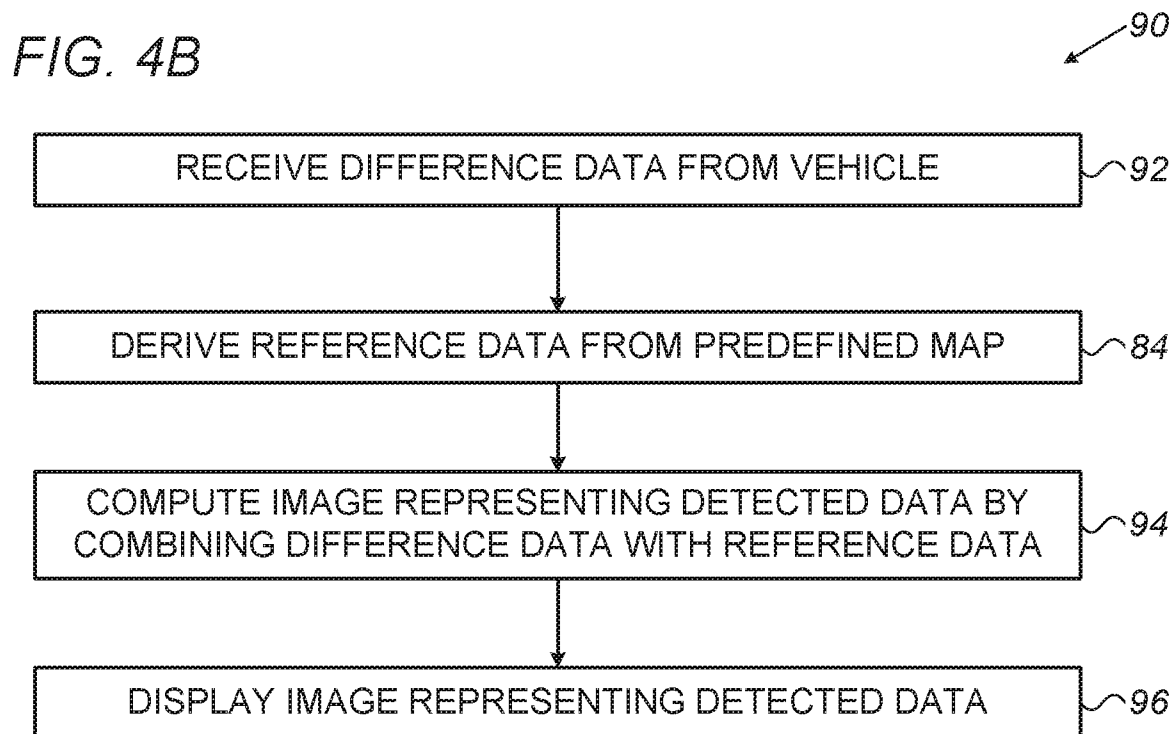 FIG. 4B
90
RECEIVE DIFFERENCE DATA FROM VEHICLE
92
DERIVE REFERENCE DATA FROM PREDEFINED MAP
84
COMPUTE IMAGE REPRESENTING DETECTED DATA BY
COMBINING DIFFERENCE DATA WITH REFERENCE DATA
94
DISPLAY IMAGE REPRESENTING DETECTED DATA
96